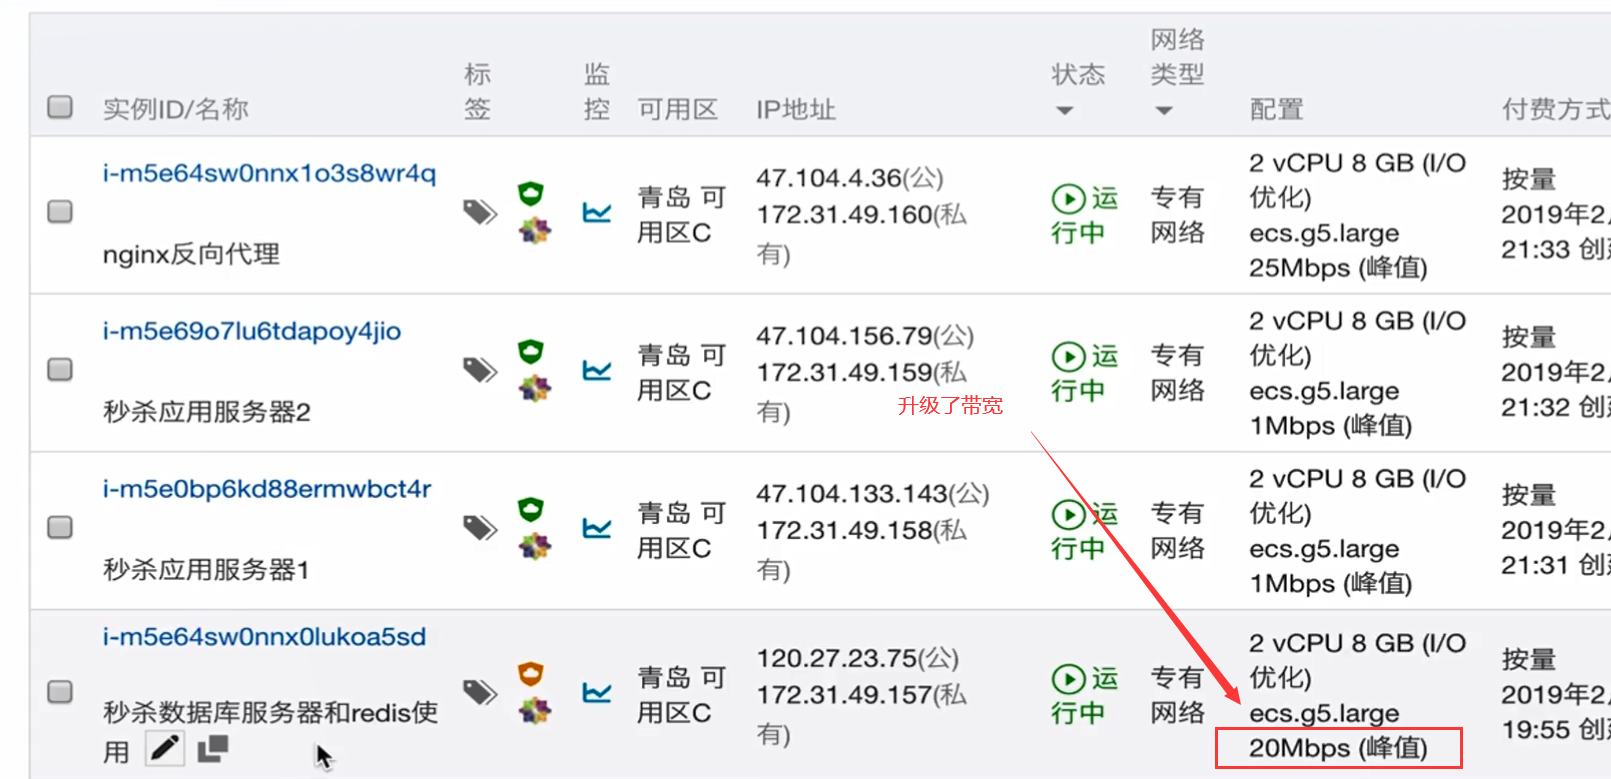 实例ID/名称
标
签
监
控
可用区
IP地址
状态
网络
类型
配置
付费方式
i-m5e64sw0nnx1o3s8wr4q
nginx反向代理
青岛 可
用区C
47.104.4.36(公)
172.31.49.160(私
有)
运
行中
专有
网络
2 vCPU 8 GB (I/O
优化)
ecs.g5.large
25Mbps (峰值)
按量
2019年2
21:33 创
i-m5e69o7lu6tdapoy4jio
秒杀应用服务器2
青岛 可
用区C
47.104.156.79(公)
172.31.49.159(私
有)
运
行中
专有
网络
2 vCPU 8 GB (I/O
优化)
ecs.g5.large
1Mbps (峰值)
按量
2019年2
21:32 创
升级了带宽
i-m5e0bp6kd88ermwbct4r
秒杀应用服务器1
青岛 可
用区C
47.104.133.143(公)
172.31.49.158(私
有)
运
行中
专有
网络
2 vCPU 8 GB (I/O
优化)
ecs.g5.large
1Mbps (峰值)
按量
2019年2
21:31 创
i-m5e64sw0nnx0lukoa5sd
秒杀数据库服务器和redis使
用
青岛 可
用区C
120.27.23.75(公)
172.31.49.157(私
有)
运
行中
专有
网络
2 vCPU 8 GB (I/O
优化)
ecs.g5.large
20Mbps (峰值)
按量
2019年2
19:55 创